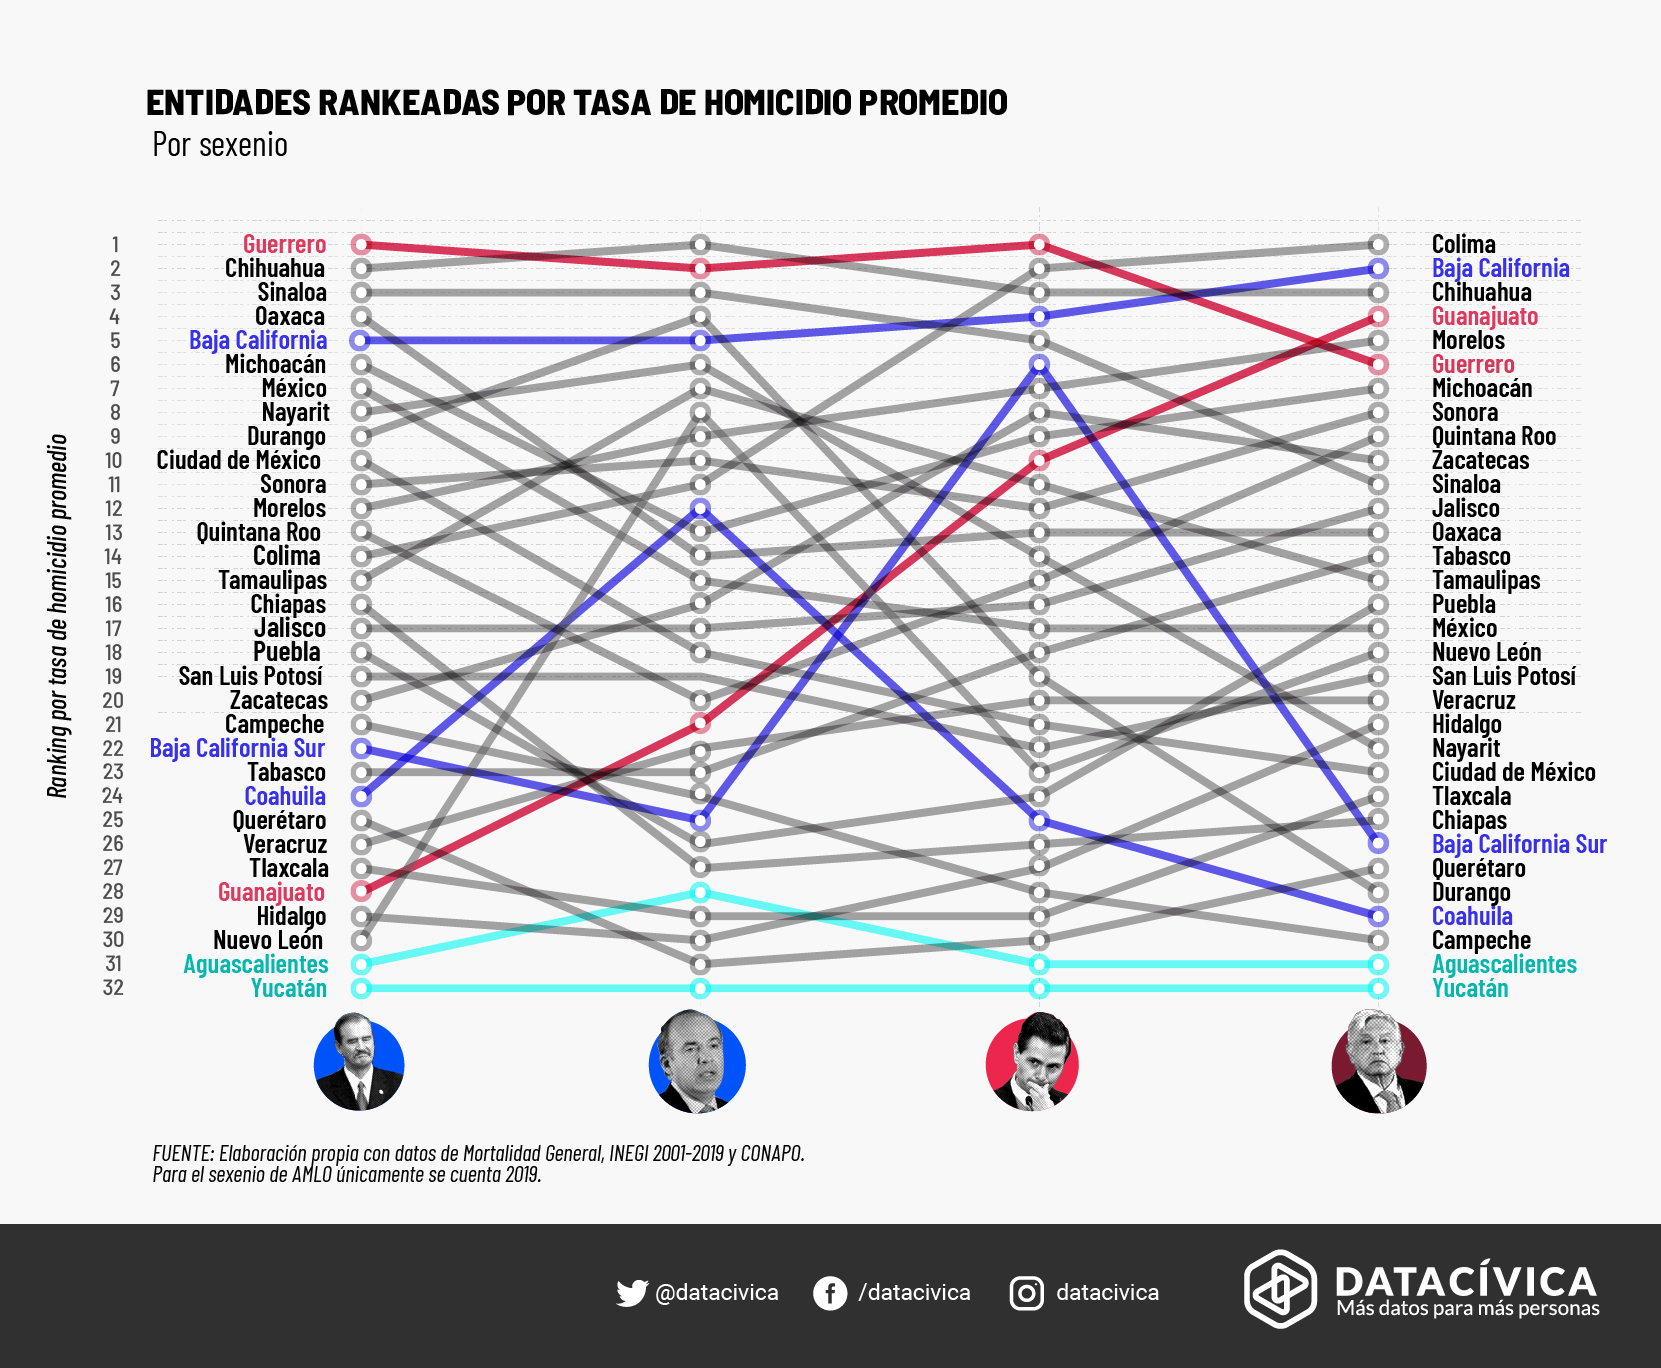 ENTIDADES RANKEADAS POR TASA DE HOMICIDIO PROMEDIO
Por sexenio
Ranking por tasa de homicidio promedio
1 Guerrero Colima
2 Chihuahua Baja California
3 Sinaloa Chihuahua
4 Oaxaca Guanajuato
5 Baja California Morelos
6 Michoacán Guerrero
7 México Michoacán
8 Nayarit Sonora
9 Durango Quintana Roo
10 Ciudad de México Zacatecas
11 Sonora Sinaloa
12 Morelos Jalisco
13 Quintana Roo Oaxaca
14 Colima Tabasco
15 Tamaulipas Tamaulipas
16 Chiapas Puebla
17 Jalisco México
18 Puebla Nuevo León
19 San Luis Potosí San Luis Potosí
20 Zacatecas Veracruz
21 Campeche Hidalgo
22 Baja California Sur Nayarit
23 Tabasco Ciudad de México
24 Coahuila Tlaxcala
25 Querétaro Chiapas
26 Veracruz Baja California Sur
27 Tlaxcala Querétaro
28 Guanajuato Durango
29 Hidalgo Coahuila
30 Nuevo León Campeche
31 Aguascalientes Aguascalientes
32 Yucatán Yucatán
FUENTE: Elaboración propia con datos de Mortalidad General, INEGI 2001-2019 y CONAPO.
Para el sexenio de AMLO únicamente se cuenta 2019.
@datacivica /datacivica datacivica
DATACÍVICA
Más datos para más personas